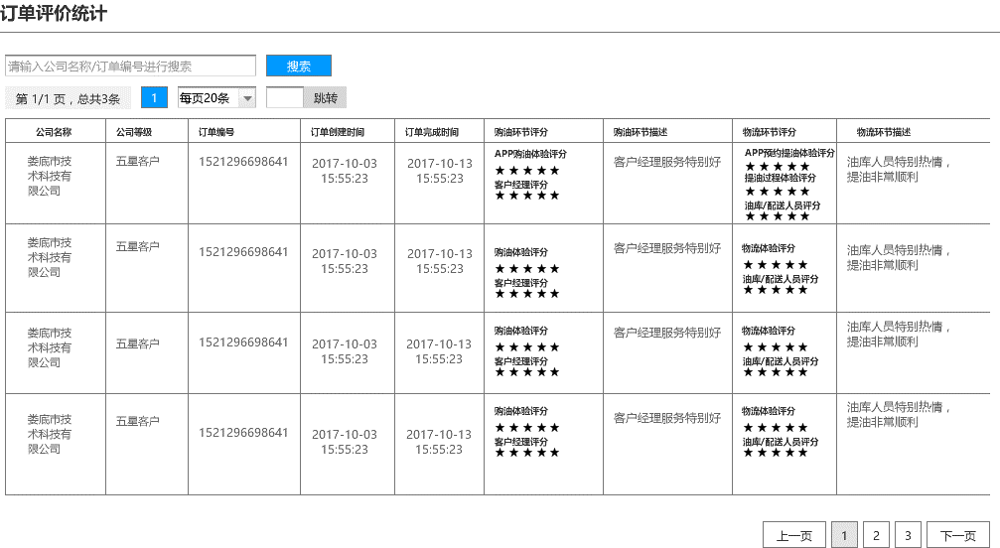 订单评价统计
请输入公司名称/订单编号进行搜索 搜索
第 1/1 页，总共3条 1 每页20条 跳转
公司名称 公司等级 订单编号 订单创建时间 订单完成时间 购油环节评分 购油环节描述 物流环节评分 物流环节描述
娄底市技
术科技有
限公司
五星客户
1521296698641
2017-10-03
15:55:23
2017-10-13
15:55:23
APP购油体验评分
★★★★★
客户经理评分
★★★★★
客户经理服务特别好
APP预约提油体验评分
★★★★★
提油过程体验评分
★★★★★
油库/配送人员评分
★★★★★
油库人员特别热情，
提油非常顺利
娄底市技
术科技有
限公司
五星客户
1521296698641
2017-10-03
15:55:23
2017-10-13
15:55:23
购油体验评分
★★★★★
客户经理评分
★★★★★
客户经理服务特别好
物流体验评分
★★★★★
油库/配送人员评分
★★★★★
油库人员特别热情，
提油非常顺利
娄底市技
术科技有
限公司
五星客户
1521296698641
2017-10-03
15:55:23
2017-10-13
15:55:23
购油体验评分
★★★★★
客户经理评分
★★★★★
客户经理服务特别好
物流体验评分
★★★★★
油库/配送人员评分
★★★★★
油库人员特别热情，
提油非常顺利
娄底市技
术科技有
限公司
五星客户
1521296698641
2017-10-03
15:55:23
2017-10-13
15:55:23
购油体验评分
★★★★★
客户经理评分
★★★★★
客户经理服务特别好
物流体验评分
★★★★★
油库/配送人员评分
★★★★★
油库人员特别热情，
提油非常顺利
上一页 1 2 3 下一页